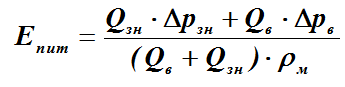 E_пит = (Q_зн · Δp_зн + Q_в · Δp_в) / ((Q_в + Q_зн) · ρ_м)